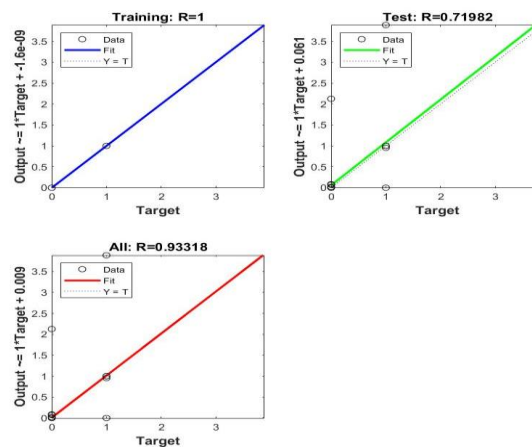 Training: R=1
Output ~= 1*Target + -1.6e-09
3.5
3
2.5
2
1.5
1
0.5
0
Data
Fit
Y = T
0 1 2 3
Target
Test: R=0.71982
Output ~= 1*Target + 0.061
3.5
3
2.5
2
1.5
1
0.5
0
Data
Fit
Y = T
0 1 2 3
Target
All: R=0.93318
Output ~= 1*Target + 0.009
3.5
3
2.5
2
1.5
1
0.5
0
Data
Fit
Y = T
0 1 2 3
Target